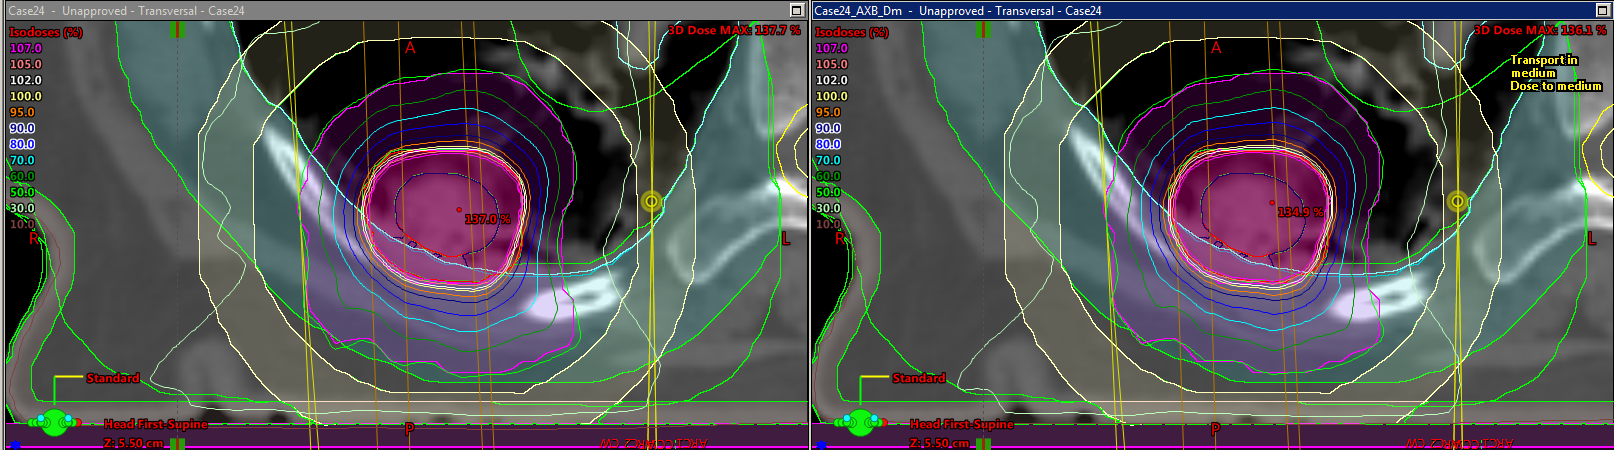 Case24 - Unapproved - Transversal - Case24
Isodoses (%)
3D Dose MAX: 137.7 %
107.0
105.0
102.0
100.0
95.0
90.0
80.0
70.0
60.0
50.0
30.0
10.0
A
R
L
137.0 %
Standard
Head First-Supine
P
Z: 5.50 cm
Case24_AXB_Dm - Unapproved - Transversal - Case24
Isodoses (%)
3D Dose MAX: 136.1 %
107.0
105.0
102.0
100.0
95.0
90.0
80.0
70.0
60.0
50.0
30.0
10.0
A
Transport in
medium
Dose to medium
R
L
134.9 %
Standard
Head First-Supine
P
Z: 5.50 cm